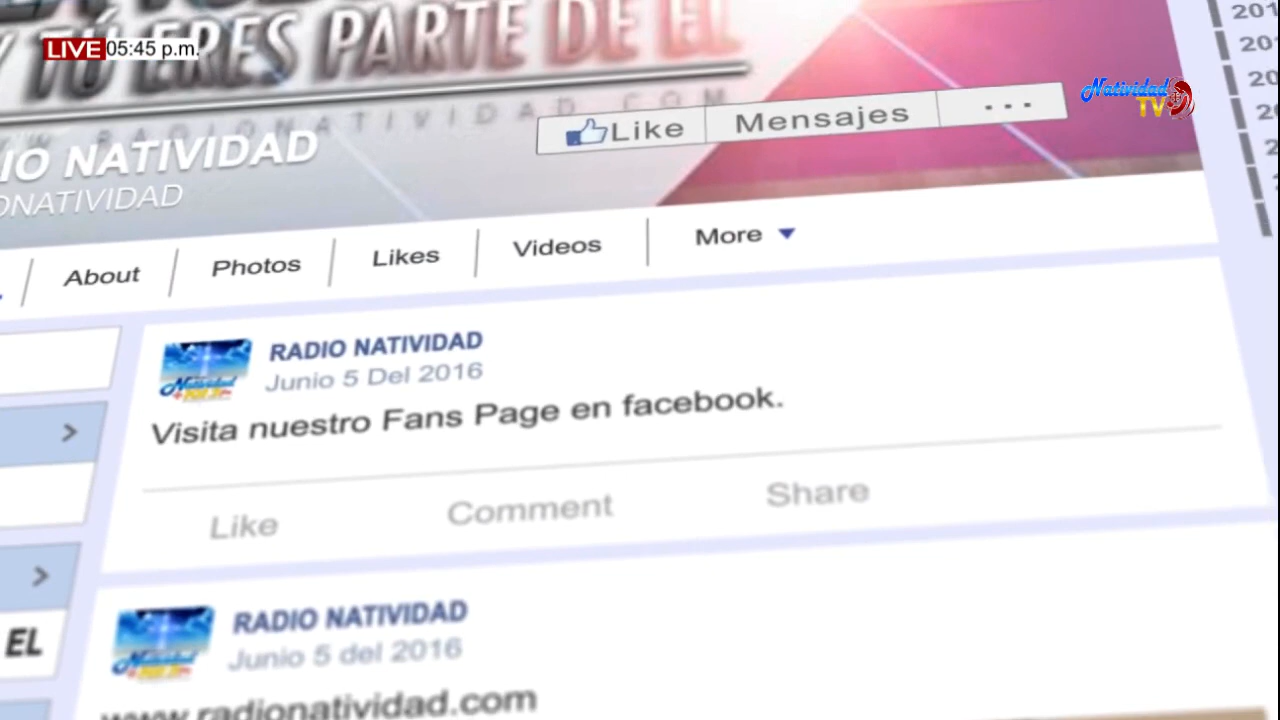 Y TÚ ERES PARTE DE EL
LIVE 05:45 p.m.
Natividad
TV
RADIONATIVIDAD.COM
Like
Mensajes
...
IO NATIVIDAD
ONATIVIDAD
About
Photos
Likes
Videos
More
RADIO NATIVIDAD
Junio 5 Del 2016
Visita nuestro Fans Page en facebook.
Like
Comment
Share
EL
RADIO NATIVIDAD
Junio 5 del 2016
www.radionatividad.com